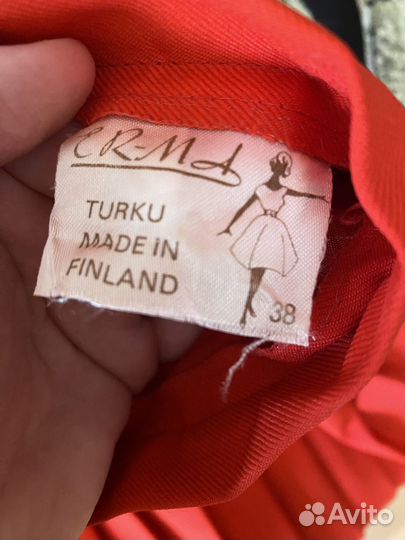 ER-MA
TURKU
MADE IN
FINLAND
38
Avito